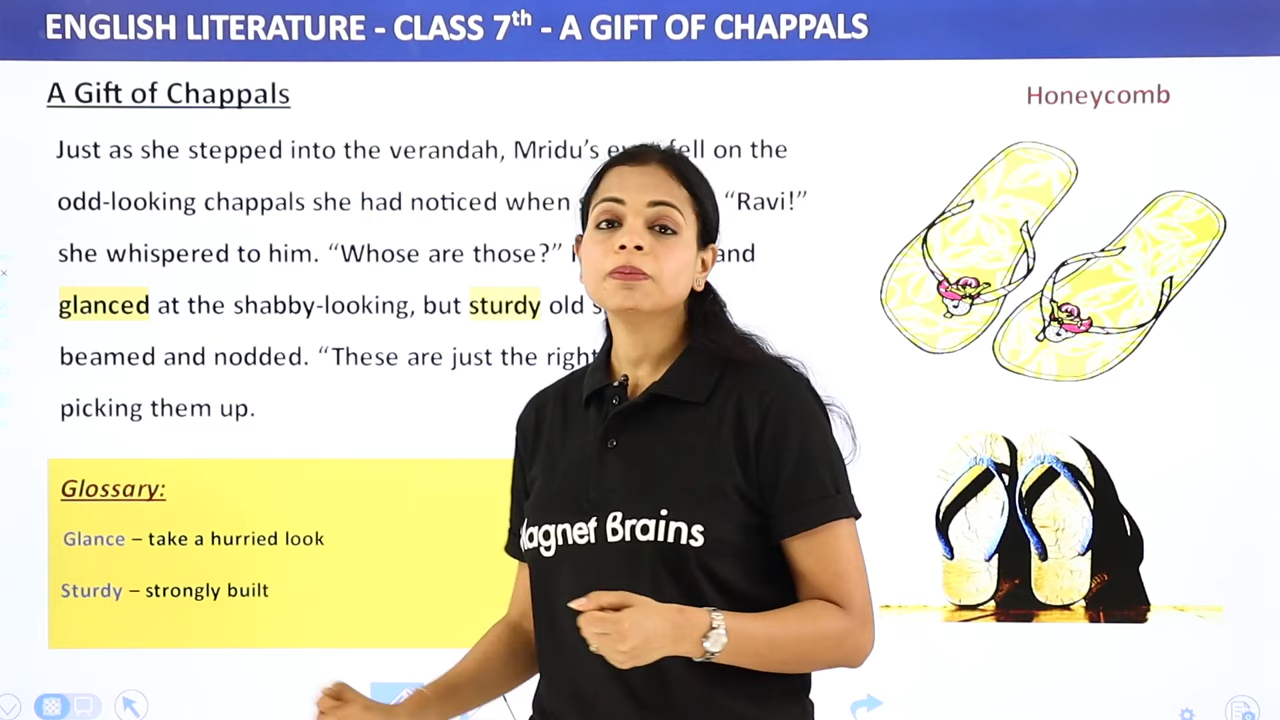 ENGLISH LITERATURE - CLASS 7th - A GIFT OF CHAPPALS
A Gift of Chappals
Honeycomb
Just as she stepped into the verandah, Mridu's fell on the
odd-looking chappals she had noticed when "Ravi!"
she whispered to him. "Whose are those?" and
glanced at the shabby-looking, but sturdy old
beamed and nodded. "These are just the right
picking them up.
Glossary:
Glance – take a hurried look
Sturdy – strongly built
Magnet Brains